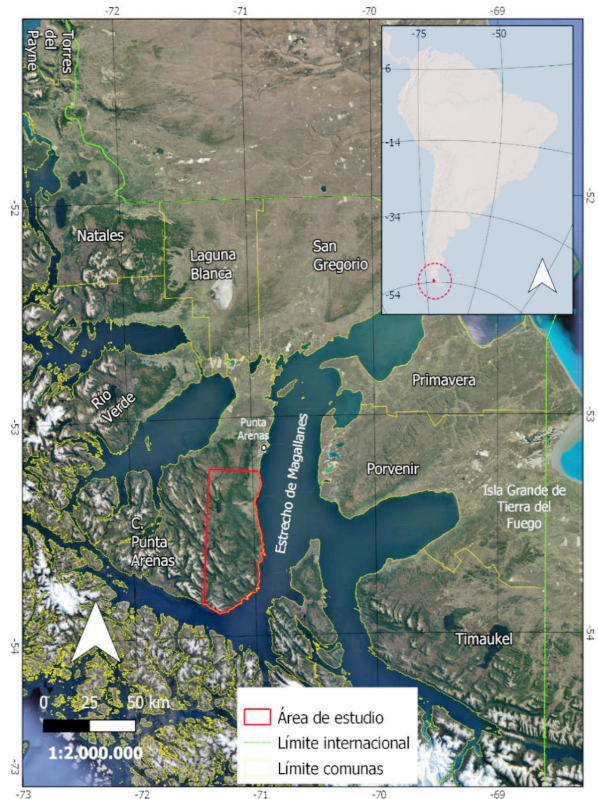 -72
-71
-70
-69
Torres
del
Payne
-75
-50
6
-14
-34
-54
-52
-52
Natales
Laguna
Blanca
San
Gregorio
Primavera
Río
Verde
-53
-53
Punta
Arenas
Estrecho de Magallanes
Porvenir
Isla Grande de
Tierra del
Fuego
C.
Punta
Arenas
-54
-54
Timaukel
0 25 50 km
1:2.000.000
Área de estudio
Límite internacional
Límite comunas
-73
-73
-72
-71
-70
-69